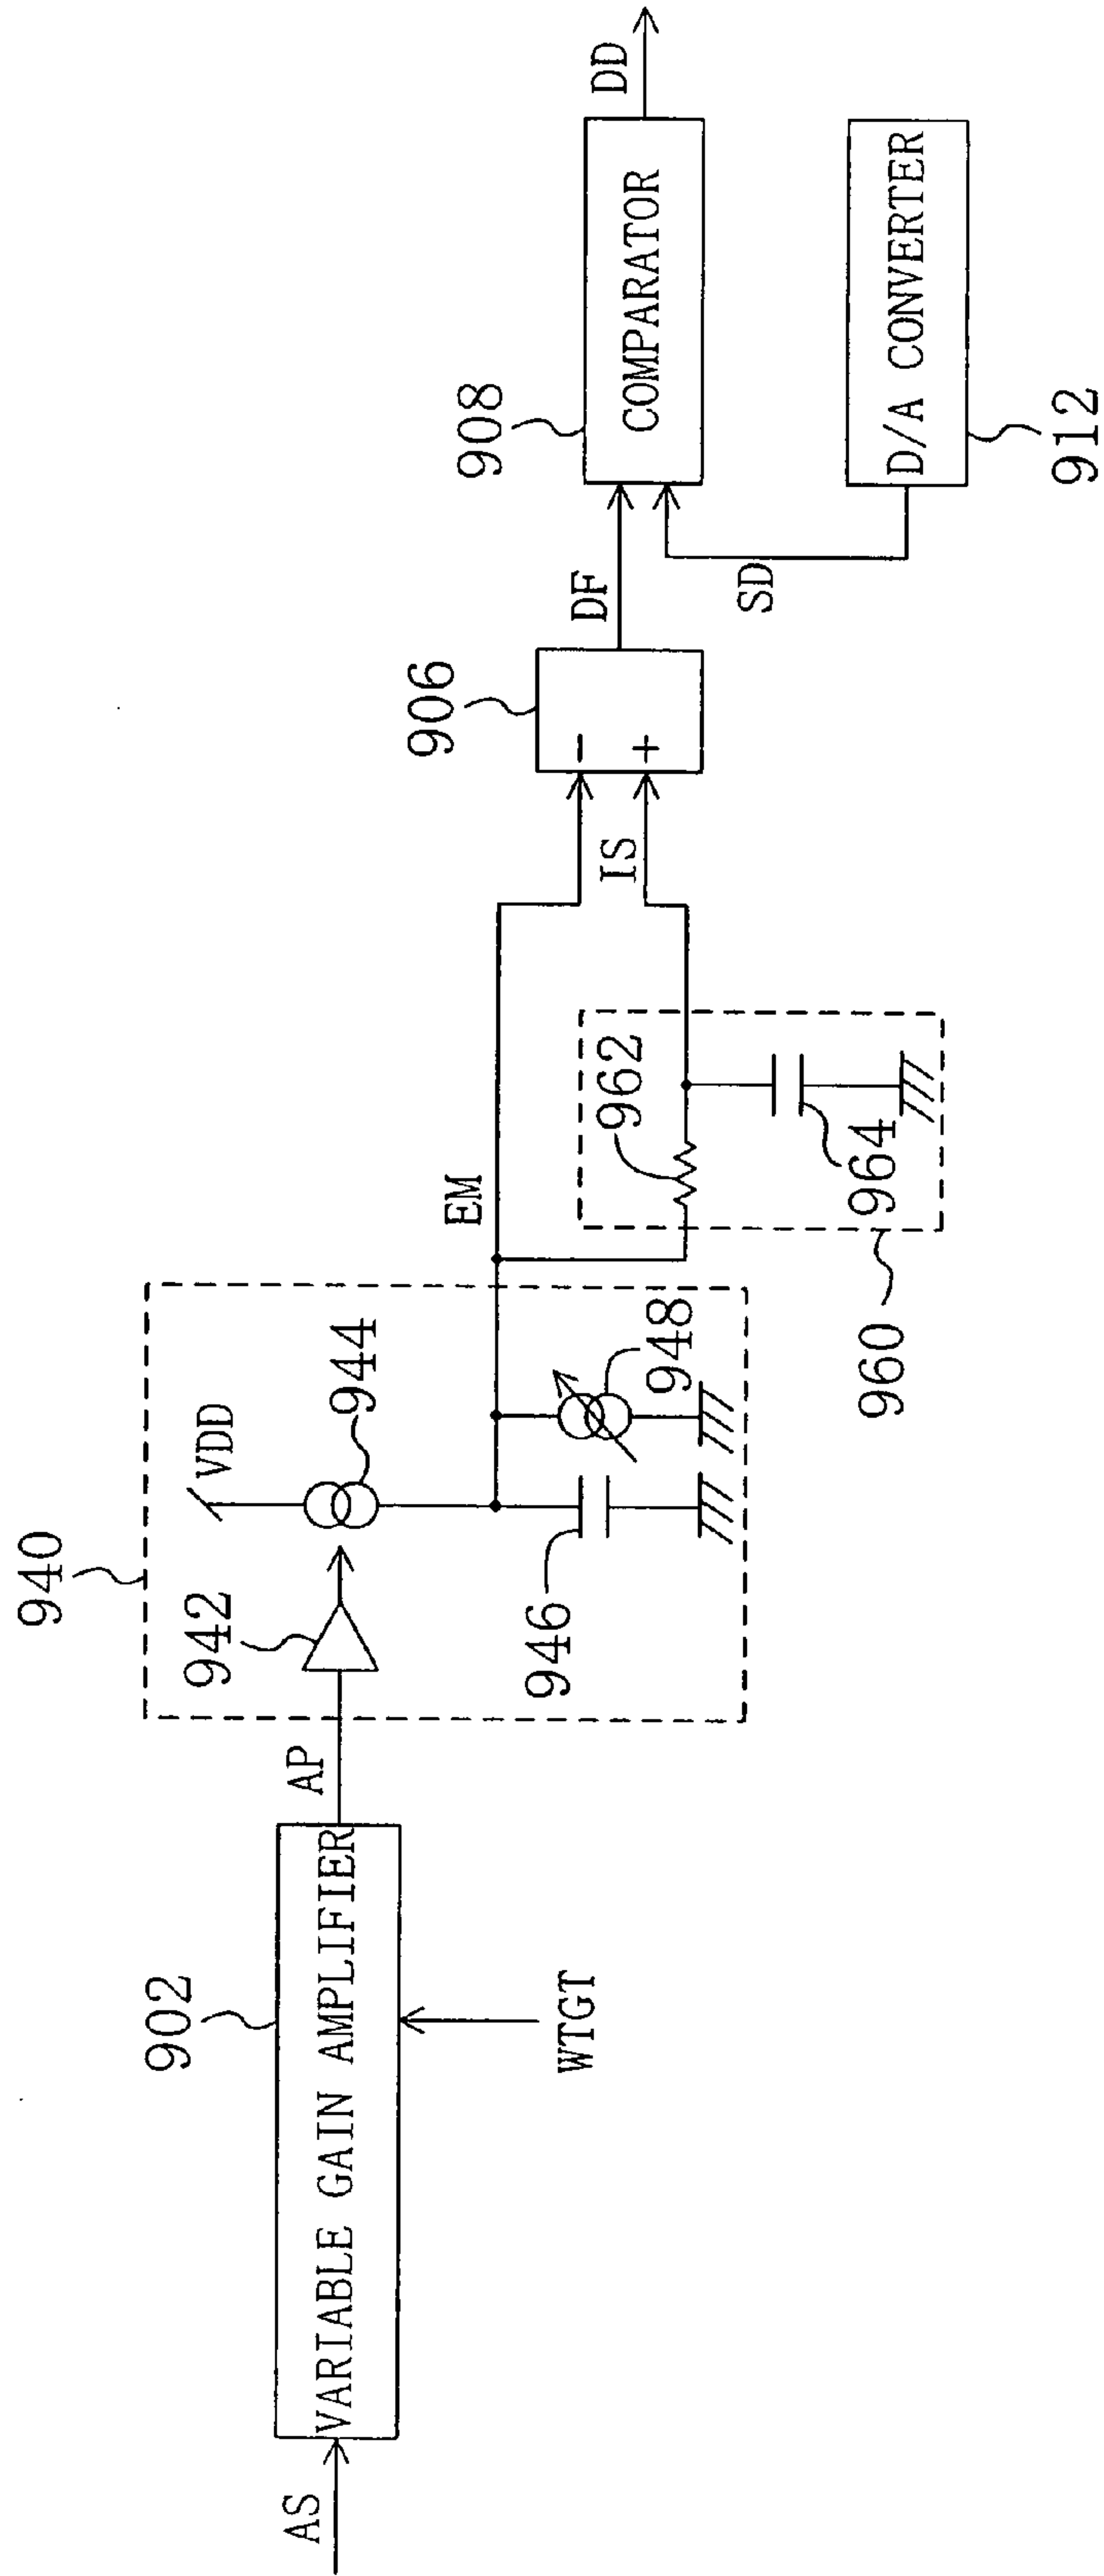 AS
902
VARIABLE GAIN AMPLIFIER
WTGT
AP
940
942
VDD
944
946
948
EM
960
962
964
IS
906
-
+
DF
SD
908
COMPARATOR
DD
D/A CONVERTER
912